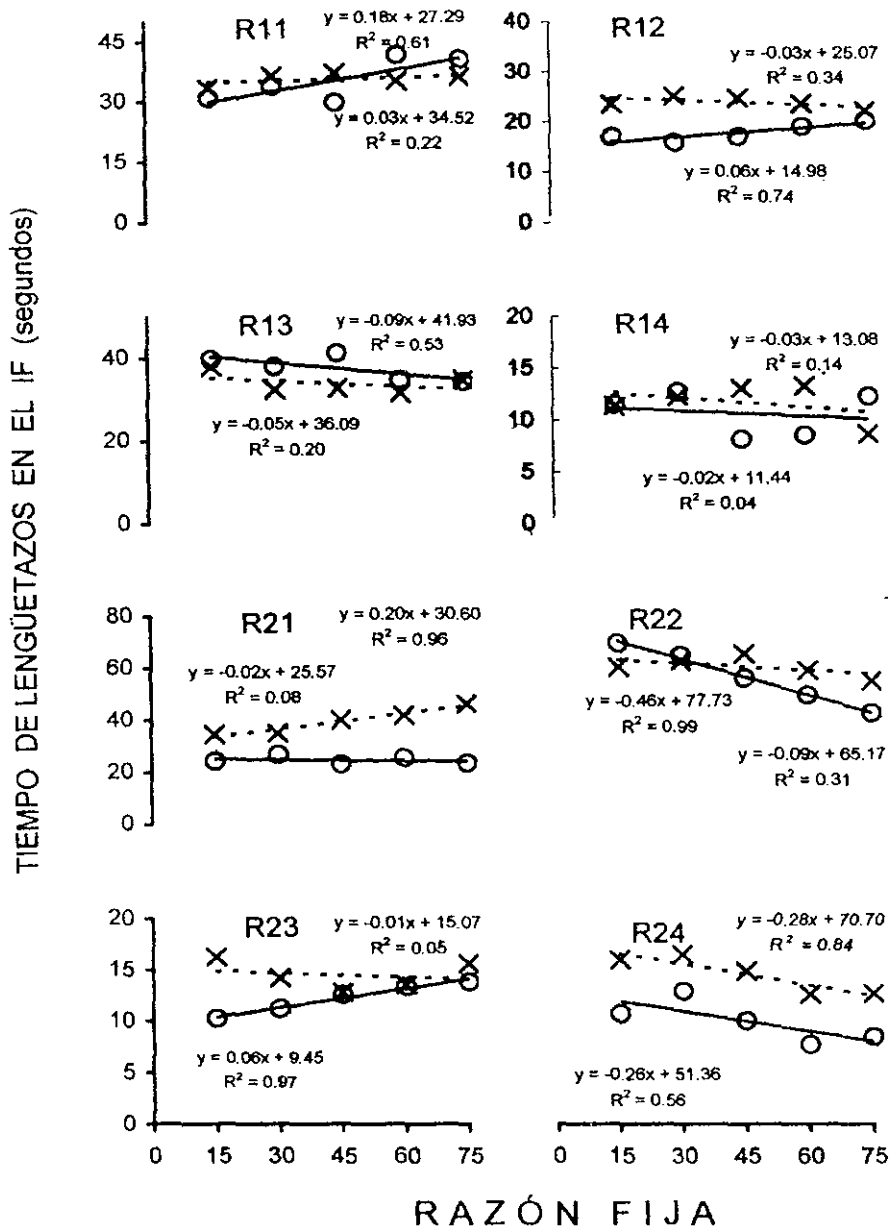 TIEMPO DE LENGÜETAZOS EN EL IF (segundos)
R11
y = 0.18x + 27.29
R² = 0.61
y = 0.03x + 34.52
R² = 0.22
45
30
15
0
R12
y = -0.03x + 25.07
R² = 0.34
y = 0.06x + 14.98
R² = 0.74
40
30
20
10
0
R13
y = -0.09x + 41.93
R² = 0.53
y = -0.05x + 36.09
R² = 0.20
40
20
0
R14
y = -0.03x + 13.08
R² = 0.14
y = -0.02x + 11.44
R² = 0.04
20
15
10
5
0
R21
y = 0.20x + 30.60
R² = 0.96
y = -0.02x + 25.57
R² = 0.08
80
60
40
20
0
R22
y = -0.46x + 77.73
R² = 0.99
y = -0.09x + 65.17
R² = 0.31
R23
y = -0.01x + 15.07
R² = 0.05
y = 0.06x + 9.45
R² = 0.97
20
15
10
5
0
R24
y = -0.28x + 70.70
R² = 0.84
y = -0.26x + 51.36
R² = 0.56
0 15 30 45 60 75
0 15 30 45 60 75
RAZÓN FIJA